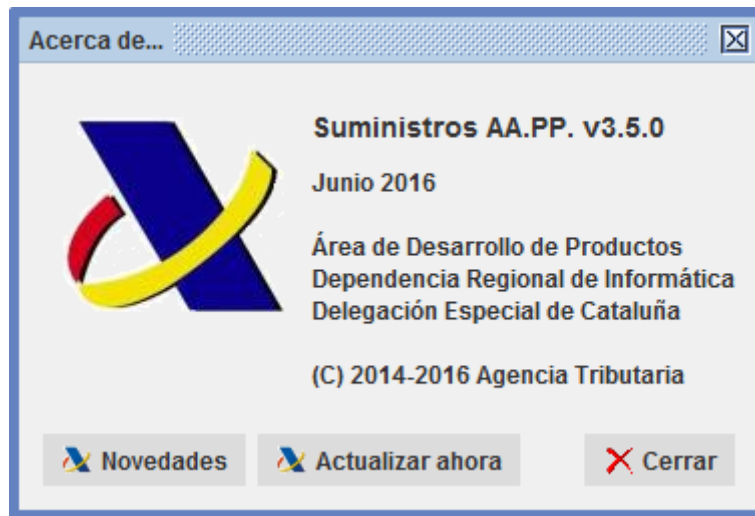 Acerca de...
Suministros AA.PP. v3.5.0
Junio 2016
Área de Desarrollo de Productos
Dependencia Regional de Informática
Delegación Especial de Cataluña
(C) 2014-2016 Agencia Tributaria
Novedades
Actualizar ahora
Cerrar